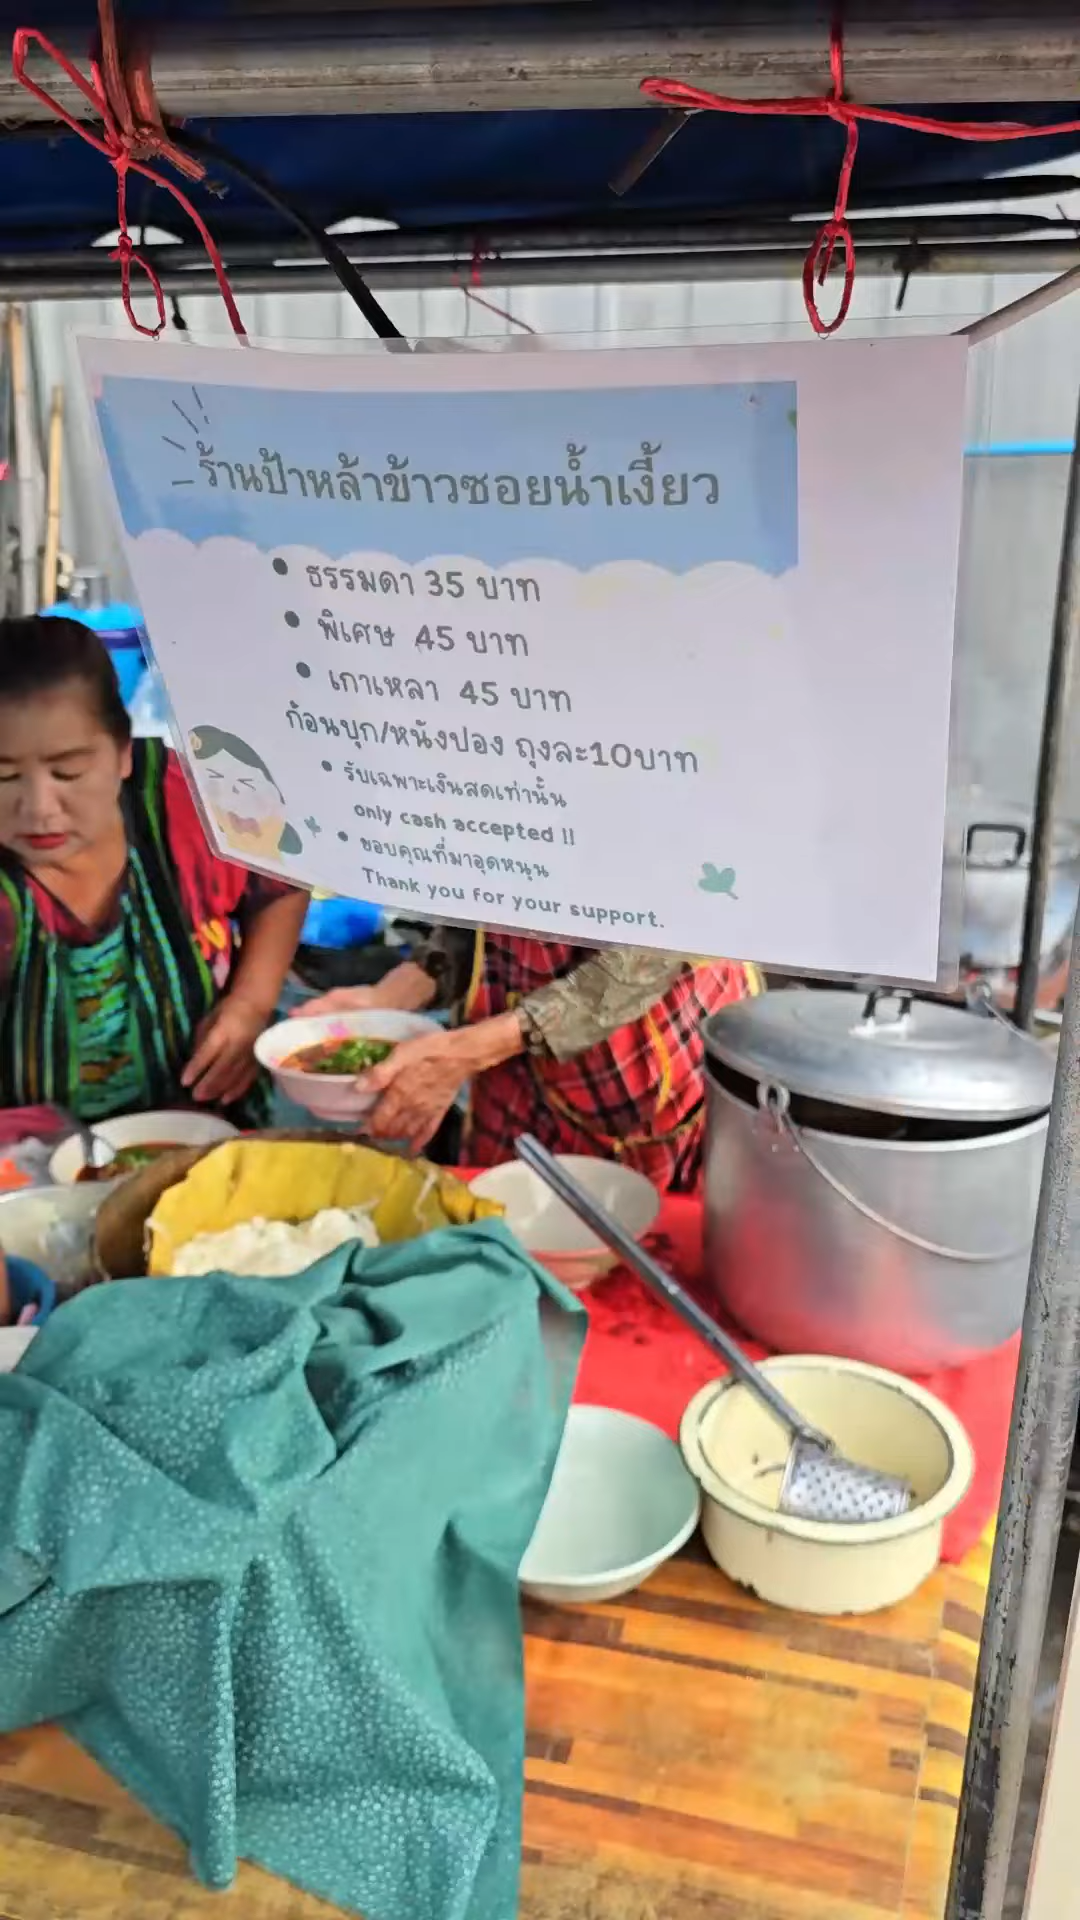 ร้านป้าหล้าข้าวซอยน้ำเงี้ยว
• ธรรมดา 35 บาท
• พิเศษ 45 บาท
• เกาเหลา 45 บาท
ก้อนบุก/หนังปอง ถุงละ10บาท
• รับเฉพาะเงินสดเท่านั้น
only cash accepted !!
• ขอบคุณที่มาอุดหนุน
Thank you for your support.